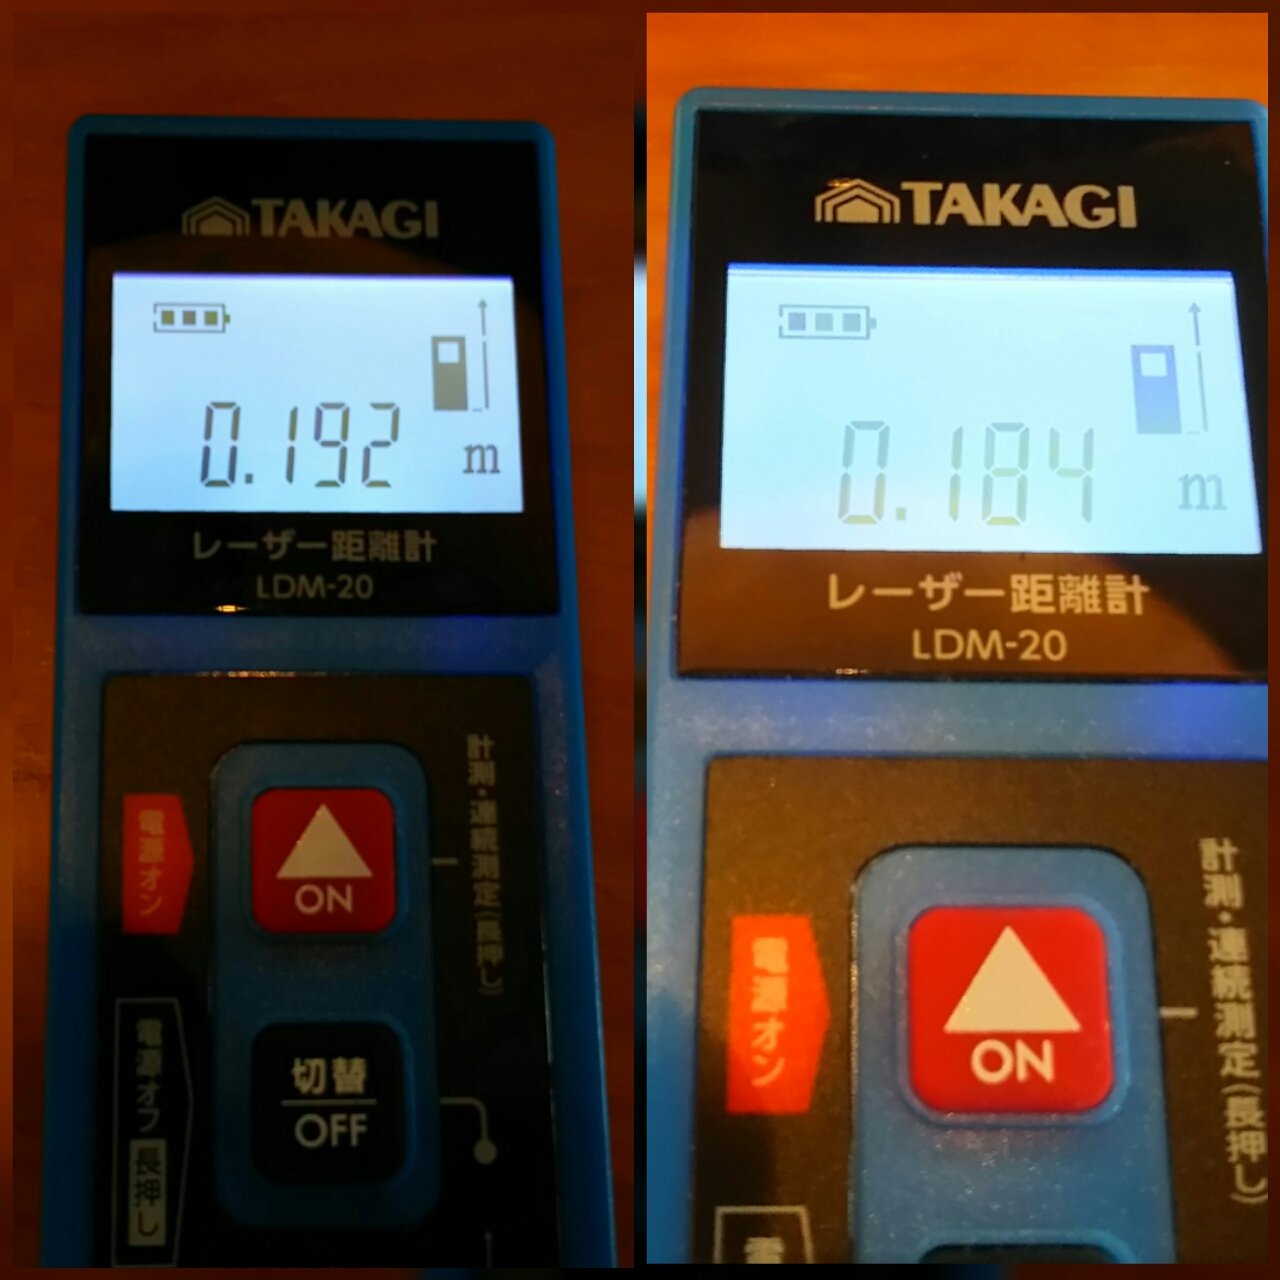 TAKAGI
0.192 m
レーザー距離計
LDM-20
計測・連続測定(長押し)
電源オン
ON
切替
OFF
電源オフ 長押し
TAKAGI
0.184 m
レーザー距離計
LDM-20
計測・連続測定(長押し)
電源オン
ON